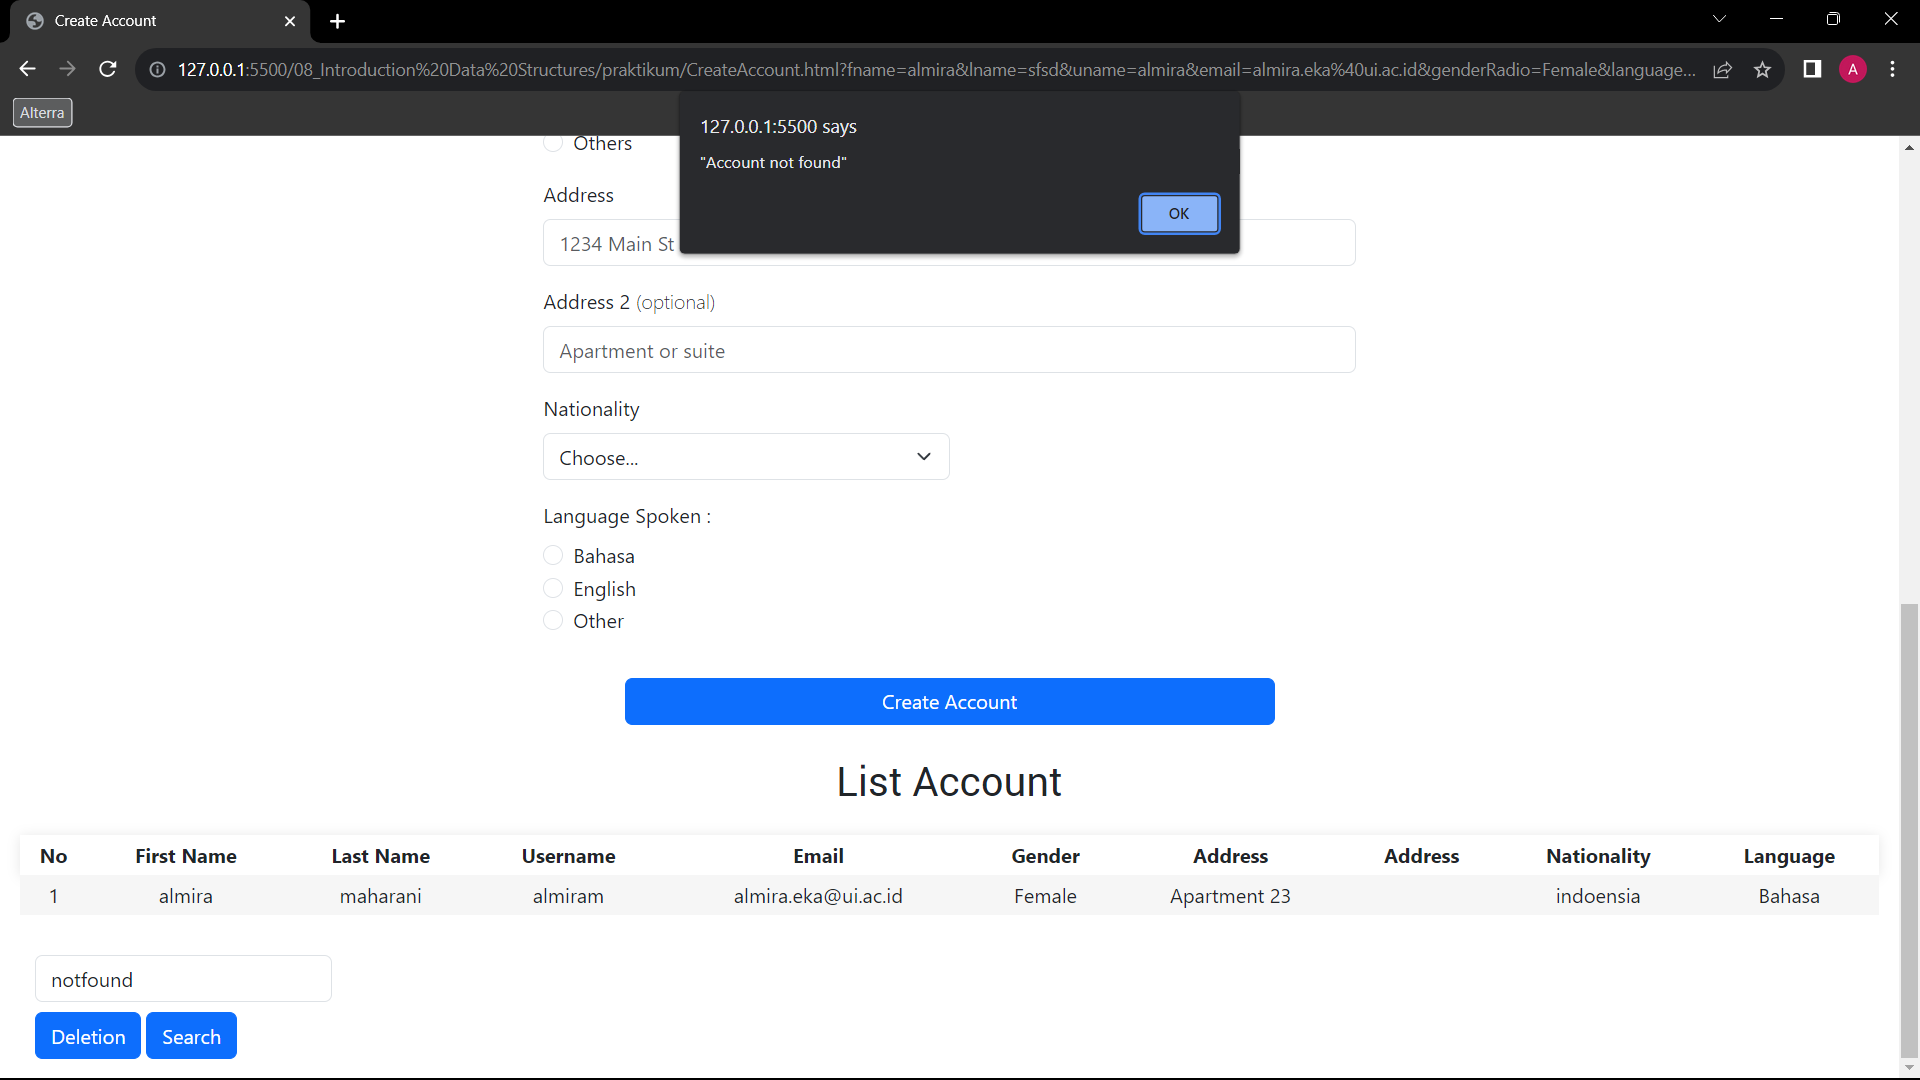 Create Account
127.0.0.1:5500/08_Introduction%20Data%20Structures/praktikum/CreateAccount.html?fname=almira&lname=sfsd&uname=almira&email=almira.eka%40ui.ac.id&genderRadio=Female&language...
A
Alterra
127.0.0.1:5500 says
"Account not found"
OK
Others
Address
1234 Main St
Address 2 (optional)
Apartment or suite
Nationality
Choose...
Language Spoken :
Bahasa
English
Other
Create Account
List Account
No First Name Last Name Username Email Gender Address Address Nationality Language
1 almira maharani almiram almira.eka@ui.ac.id Female Apartment 23 indoensia Bahasa
notfound
Deletion Search